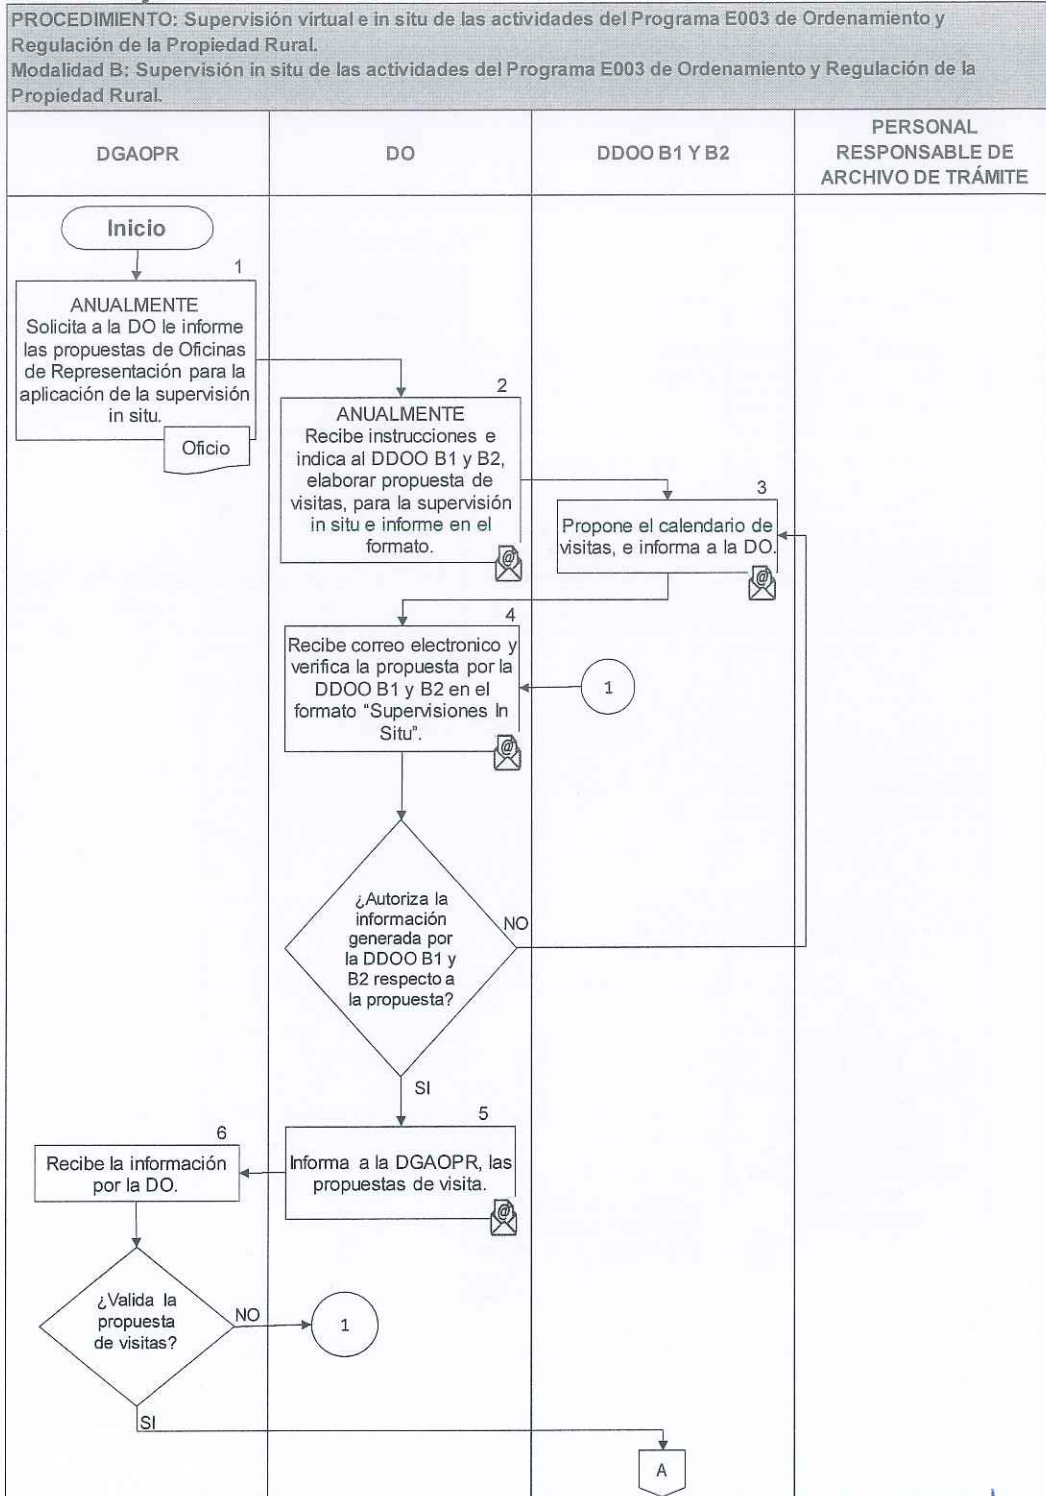 PROCEDIMIENTO: Supervisión virtual e in situ de las actividades del Programa E003 de Ordenamiento y
Regulación de la Propiedad Rural.
Modalidad B: Supervisión in situ de las actividades del Programa E003 de Ordenamiento y Regulación de la
Propiedad Rural.
DGAOPR
DO
DDOO B1 Y B2
PERSONAL
RESPONSABLE DE
ARCHIVO DE TRÁMITE
Inicio
1
ANUALMENTE
Solicita a la DO le informe
las propuestas de Oficinas
de Representación para la
aplicación de la supervisión
in situ.
Oficio
2
ANUALMENTE
Recibe instrucciones e
indica al DDOO B1 y B2,
elaborar propuesta de
visitas, para la supervisión
in situ e informe en el
formato.
@
3
Propone el calendario de
visitas, e informa a la DO.
@
4
Recibe correo electronico y
verifica la propuesta por la
DDOO B1 y B2 en el
formato “Supervisiones In
Situ”.
@
1
¿Autoriza la
información
generada por
la DDOO B1 y
B2 respecto a
la propuesta?
NO
SI
5
Informa a la DGAOPR, las
propuestas de visita.
@
6
Recibe la información
por la DO.
¿Valida la
propuesta
de visitas?
NO
1
SI
A